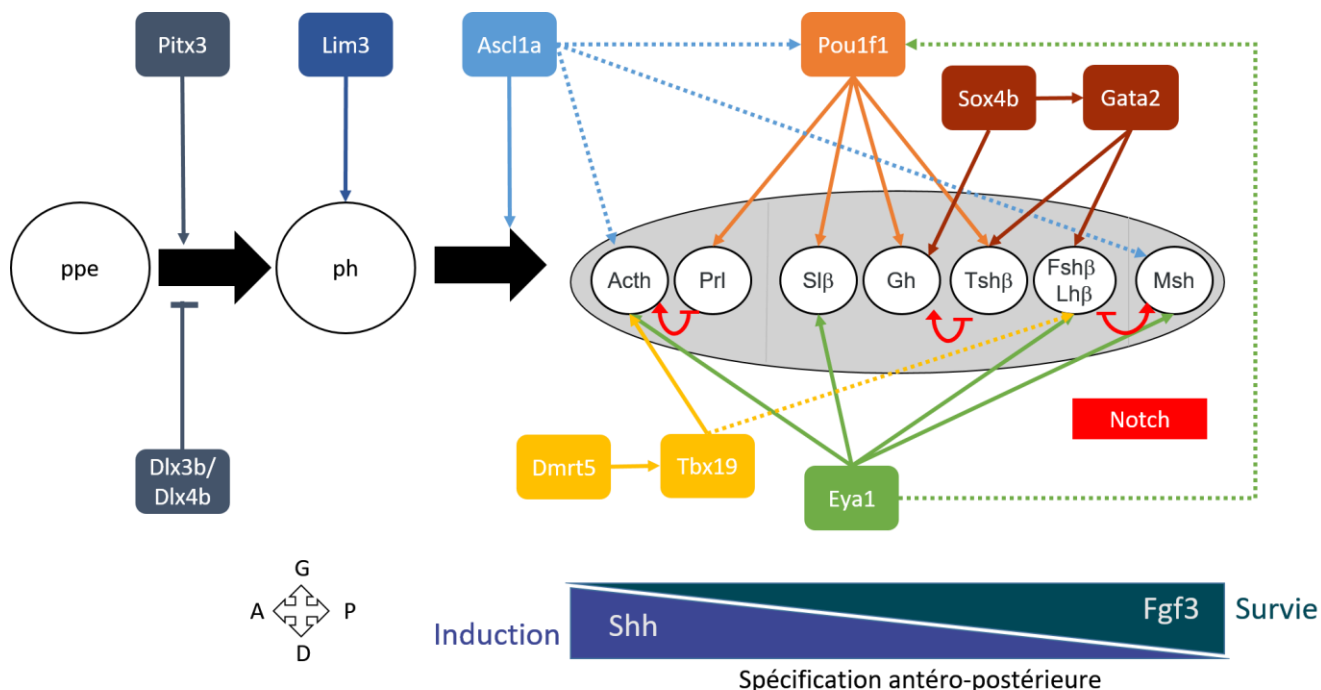 Pitx3
Lim3
Ascl1a
Pou1f1
Sox4b
Gata2
ppe
ph
Acth
Prl
Slβ
Gh
Tshβ
Fshβ
Lhβ
Msh
Notch
Dlx3b/
Dlx4b
Dmrt5
Tbx19
Eya1
G
A
P
D
Induction
Shh
Fgf3
Survie
Spécification antéro-postérieure